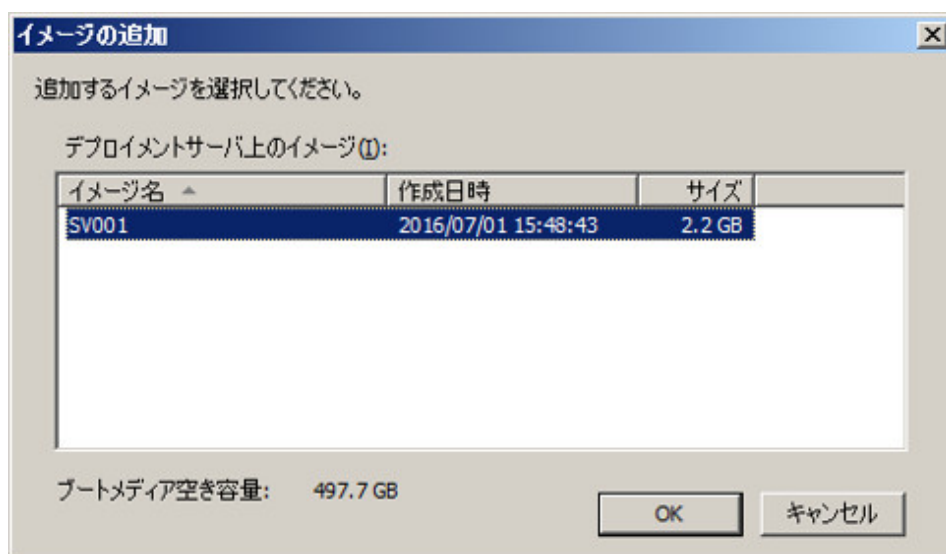 イメージの追加
追加するイメージを選択してください。
デプロイメントサーバ上のイメージ(I):
イメージ名 作成日時 サイズ
SV001 2016/07/01 15:48:43 2.2 GB
ブートメディア空き容量: 497.7 GB
OK キャンセル